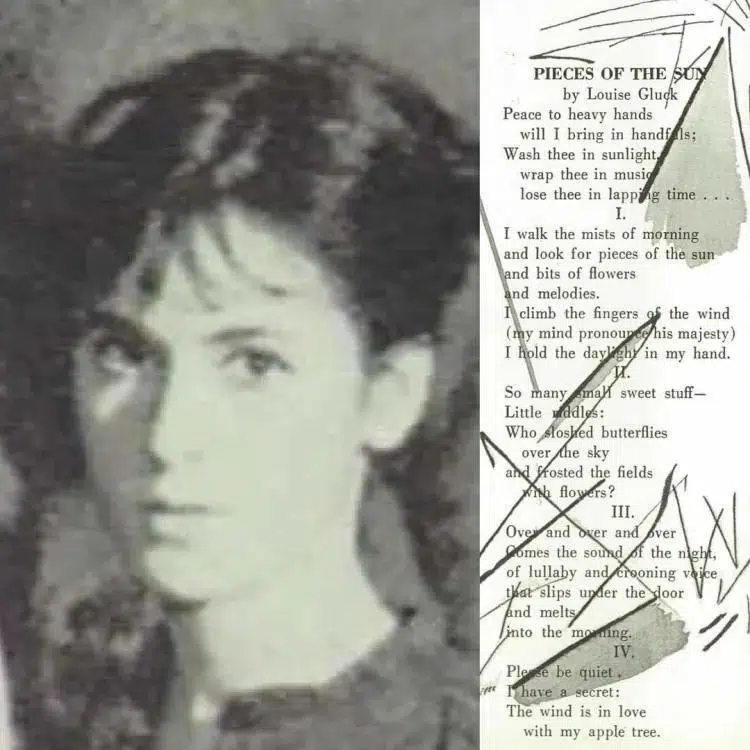 PIECES OF THE SUN
by Louise Gluck
Peace to heavy hands
will I bring in handfuls;
Wash thee in sunlight,
wrap thee in music
lose thee in lapping time . . .
I.
I walk the mists of morning
and look for pieces of the sun
and bits of flowers
and melodies.
I climb the fingers of the wind
(my mind pronounce his majesty)
I hold the daylight in my hand.
II.
So many small sweet stuff—
Little riddles:
Who sloshed butterflies
over the sky
and frosted the fields
with flowers?
III.
Over and over and over
Comes the sound of the night,
of lullaby and crooning voice
that slips under the door
and melts
into the morning.
IV.
Please be quiet.
I have a secret:
The wind is in love
with my apple tree.